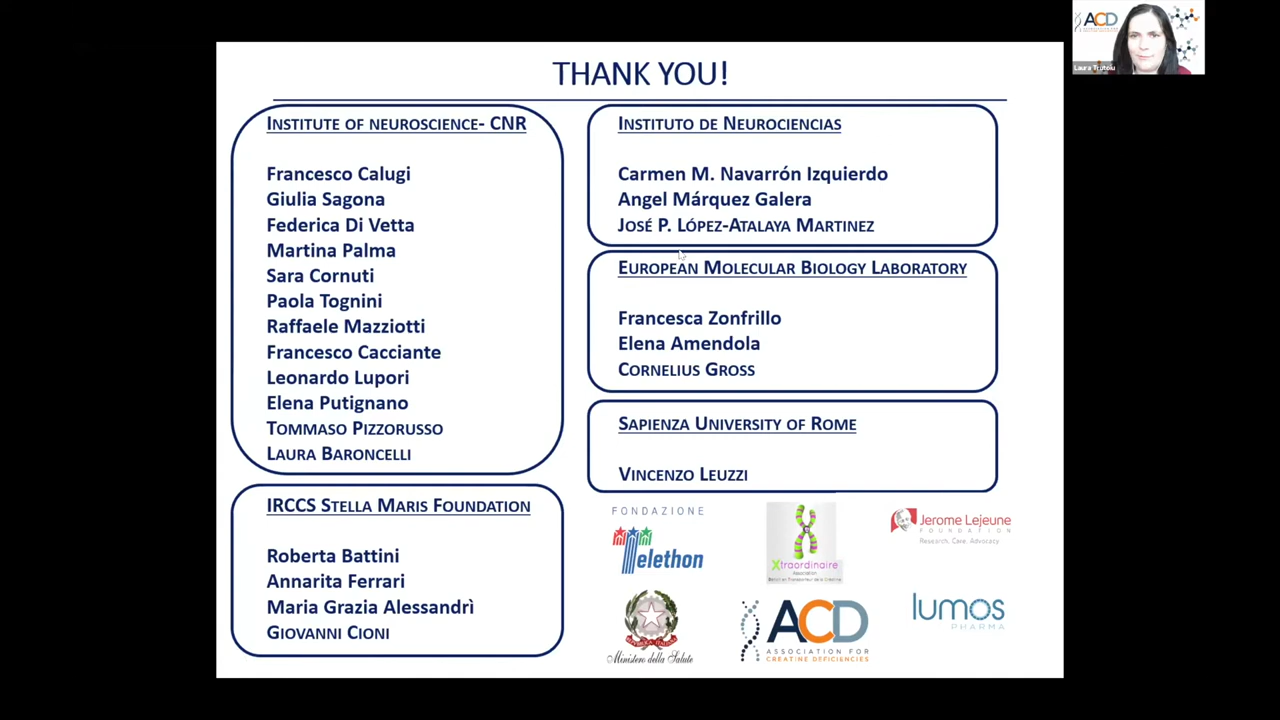 THANK YOU!
INSTITUTE OF NEUROSCIENCE- CNR
Francesco Calugi
Giulia Sagona
Federica Di Vetta
Martina Palma
Sara Cornuti
Paola Tognini
Raffaele Mazziotti
Francesco Cacciante
Leonardo Lupori
Elena Putignano
TOMMASO PIZZORUSSO
LAURA BARONCELLI
IRCCS STELLA MARIS FOUNDATION
Roberta Battini
Annarita Ferrari
Maria Grazia Alessandrì
GIOVANNI CIONI
INSTITUTO DE NEUROCIENCIAS
Carmen M. Navarrón Izquierdo
Angel Márquez Galera
JOSÉ P. LÓPEZ-ATALAYA MARTINEZ
EUROPEAN MOLECULAR BIOLOGY LABORATORY
Francesca Zonfrillo
Elena Amendola
CORNELIUS GROSS
SAPIENZA UNIVERSITY OF ROME
VINCENZO LEUZZI
FONDAZIONE
Telethon
Xtraordinaire
Association
Jerome Lejeune
FOUNDATION
Research. Care. Advocacy
Ministero della Salute
ACD
ASSOCIATION FOR
CREATINE DEFICIENCIES
lumos
PHARMA
ACD
Laura Trutoiu